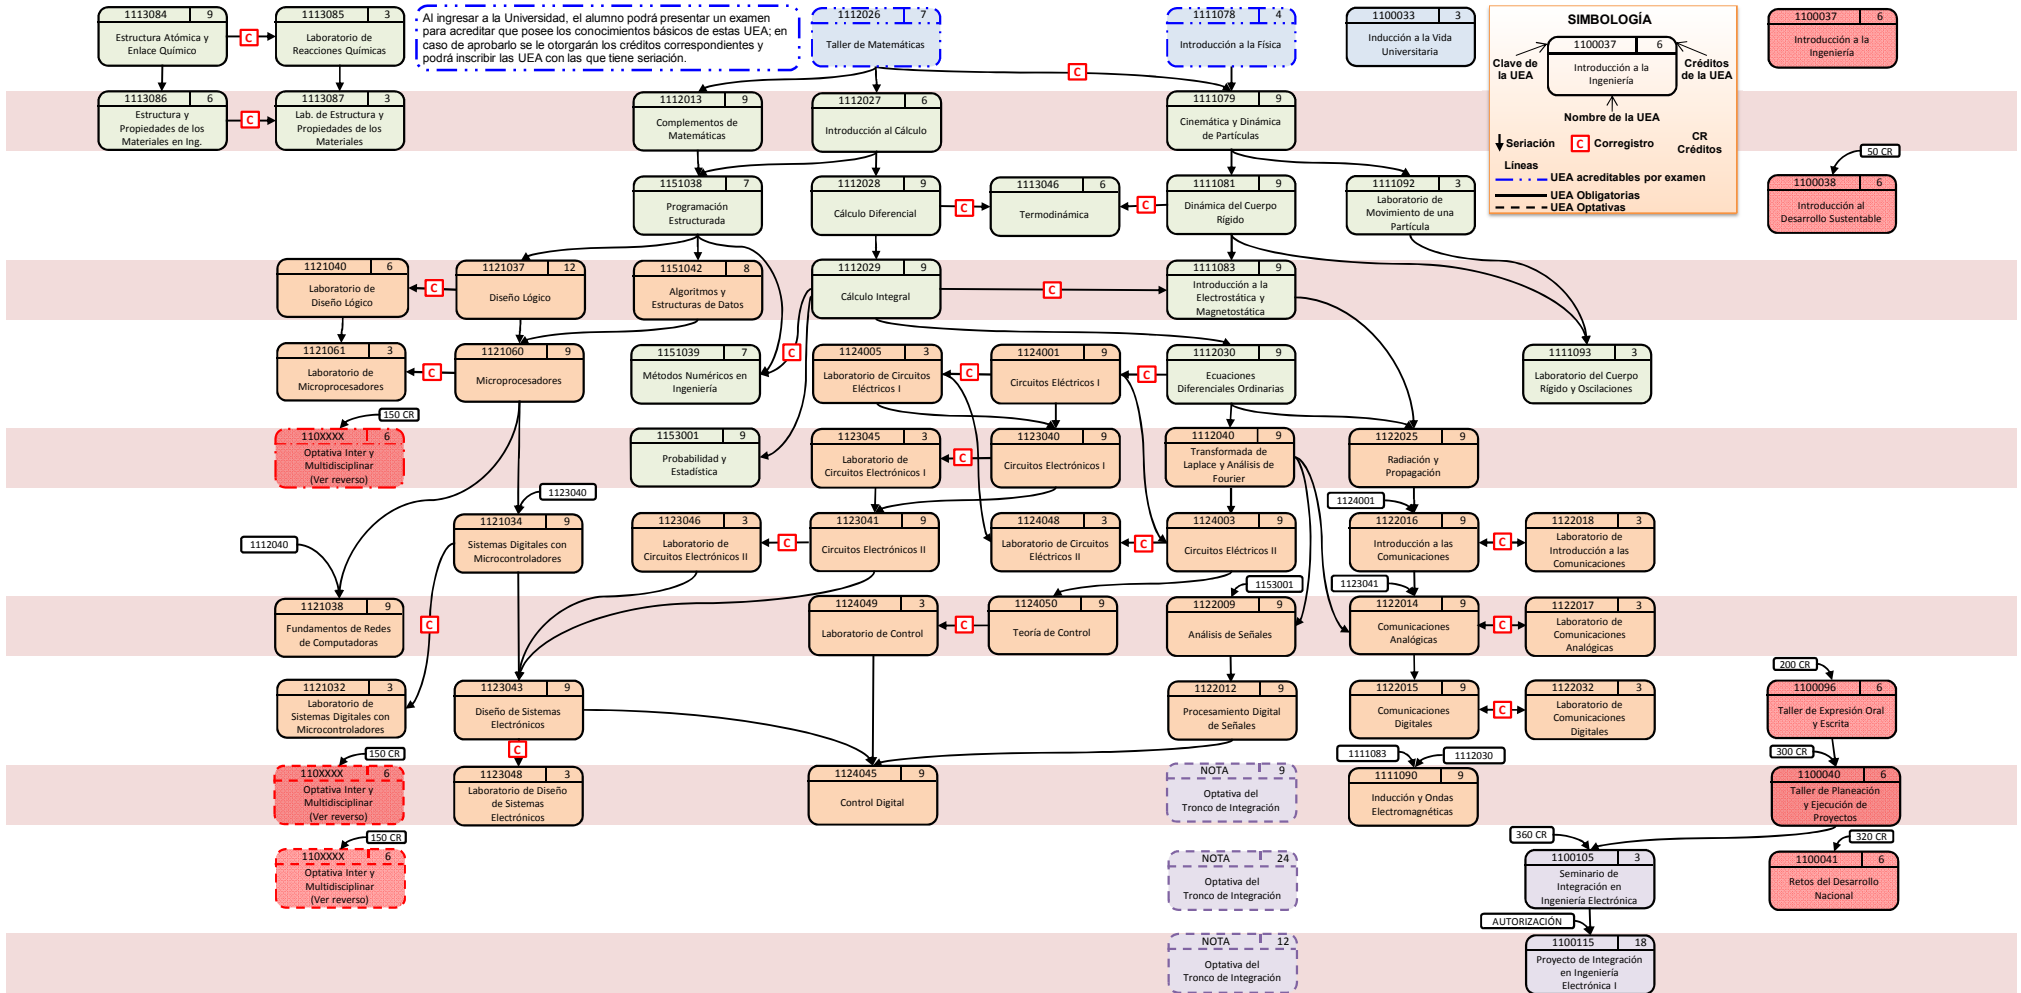 1113084 9
Estructura Atómica y
Enlace Químico
C
1113085 3
Laboratorio de
Reacciones Químicas
Al ingresar a la Universidad, el alumno podrá presentar un examen
para acreditar que posee los conocimientos básicos de estas UEA; en
caso de aprobarlo se le otorgarán los créditos correspondientes y
podrá inscribir las UEA con las que tiene seriación.
1112026 7
Taller de Matemáticas
C
1111078 4
Introducción a la Física
1100033 3
Inducción a la Vida
Universitaria
SIMBOLOGÍA
1100037 6
Introducción a la
Ingeniería
Clave de
la UEA
Créditos
de la UEA
Nombre de la UEA
Seriación
C Corregistro
CR
Créditos
Líneas
UEA acreditables por examen
UEA Obligatorias
UEA Optativas
1100037 6
Introducción a la
Ingeniería
1113086 6
Estructura y
Propiedades de los
Materiales en Ing.
C
1113087 3
Lab. de Estructura y
Propiedades de los
Materiales
1112013 9
Complementos de
Matemáticas
1112027 6
Introducción al Cálculo
1111079 9
Cinemática y Dinámica
de Partículas
50 CR
1151038 7
Programación
Estructurada
1112028 9
Cálculo Diferencial
C
1113046 6
Termodinámica
C
1111081 9
Dinámica del Cuerpo
Rígido
1111092 3
Laboratorio de
Movimiento de una
Partícula
1100038 6
Introducción al
Desarrollo Sustentable
1121040 6
Laboratorio de
Diseño Lógico
C
1121037 12
Diseño Lógico
1151042 8
Algoritmos y
Estructuras de Datos
1112029 9
Cálculo Integral
C
1111083 9
Introducción a la
Electrostática y
Magnetostática
1121061 3
Laboratorio de
Microprocesadores
C
1121060 9
Microprocesadores
1151039 7
Métodos Numéricos en
Ingeniería
C
1124005 3
Laboratorio de Circuitos
Eléctricos I
C
1124001 9
Circuitos Eléctricos I
C
1112030 9
Ecuaciones
Diferenciales Ordinarias
1111093 3
Laboratorio del Cuerpo
Rígido y Oscilaciones
150 CR
110XXXX 6
Optativa Inter y
Multidisciplinar
(Ver reverso)
1153001 9
Probabilidad y
Estadística
1123045 3
Laboratorio de
Circuitos Electrónicos I
C
1123040 9
Circuitos Electrónicos I
1112040 9
Transformada de
Laplace y Análisis de
Fourier
1122025 9
Radiación y
Propagación
1123040
1124001
1112040
1121034 9
Sistemas Digitales con
Microcontroladores
1123046 3
Laboratorio de
Circuitos Electrónicos II
C
1123041 9
Circuitos Electrónicos II
1124048 3
Laboratorio de Circuitos
Eléctricos II
C
1124003 9
Circuitos Eléctricos II
1122016 9
Introducción a las
Comunicaciones
C
1122018 3
Laboratorio de
Introducción a las
Comunicaciones
1153001
1123041
1121038 9
Fundamentos de Redes
de Computadoras
C
1124049 3
Laboratorio de Control
C
1124050 9
Teoría de Control
1122009 9
Análisis de Señales
1122014 9
Comunicaciones
Analógicas
C
1122017 3
Laboratorio de
Comunicaciones
Analógicas
200 CR
1121032 3
Laboratorio de
Sistemas Digitales con
Microcontroladores
1123043 9
Diseño de Sistemas
Electrónicos
C
1122012 9
Procesamiento Digital
de Señales
1122015 9
Comunicaciones
Digitales
C
1122032 3
Laboratorio de
Comunicaciones
Digitales
1100096 6
Taller de Expresión Oral
y Escrita
150 CR
1111083
1112030
300 CR
110XXXX 6
Optativa Inter y
Multidisciplinar
(Ver reverso)
1123048 3
Laboratorio de Diseño
de Sistemas
Electrónicos
1124045 9
Control Digital
NOTA 9
Optativa del
Tronco de Integración
1111090 9
Inducción y Ondas
Electromagnéticas
1100040 6
Taller de Planeación
y Ejecución de
Proyectos
150 CR
360 CR
320 CR
110XXXX 6
Optativa Inter y
Multidisciplinar
(Ver reverso)
NOTA 24
Optativa del
Tronco de Integración
1100105 3
Seminario de
Integración en
Ingeniería Electrónica
1100041 6
Retos del Desarrollo
Nacional
AUTORIZACIÓN
NOTA 12
Optativa del
Tronco de Integración
1100115 18
Proyecto de Integración
en Ingeniería
Electrónica I